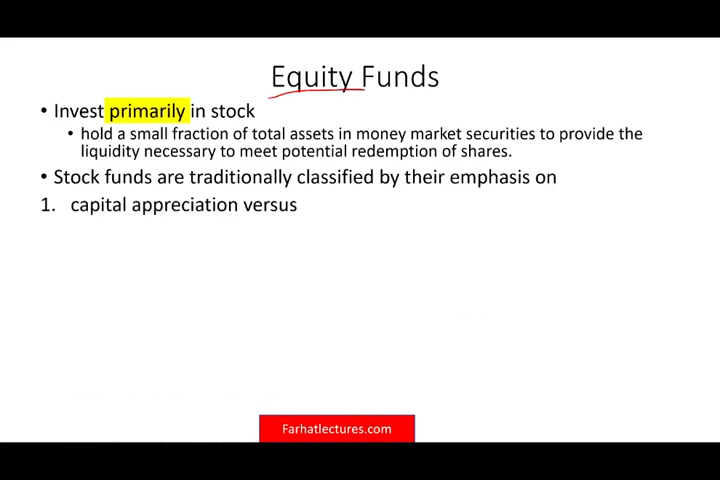 Equity Funds
• Invest primarily in stock
• hold a small fraction of total assets in money market securities to provide the
liquidity necessary to meet potential redemption of shares.
• Stock funds are traditionally classified by their emphasis on
1. capital appreciation versus
Farhatlectures.com